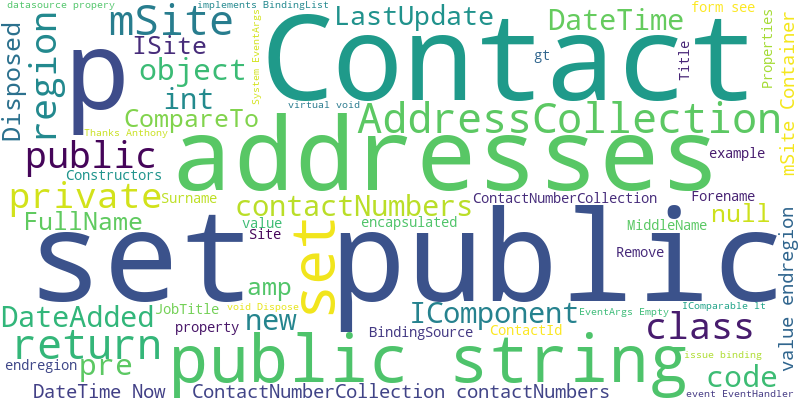 datasource propery
implements BindingList
mSite
LastUpdate
DateTime
form see
Disposed
region
p
ISite
object
int
CompareTo
System EventArgs
Contact
gt
Title
Properties
mSite Container
virtual void
Thanks Anthony
AddressCollection
public
Constructors
addresses
example
private
Surname
contactNumbers
ContactNumberCollection
Forename
null
FullName
value
encapsulated
MiddleName
Site
set
set
public
Remove
amp
DateAdded
JobTitle
void Dispose
new
IComponent
EventArgs Empty
IComparable lt
class
value endregion
property
BindingSource
ContactId
return
endregion
pre
public string
issue binding
code
DateTime Now
ContactNumberCollection contactNumbers
event EventHandler